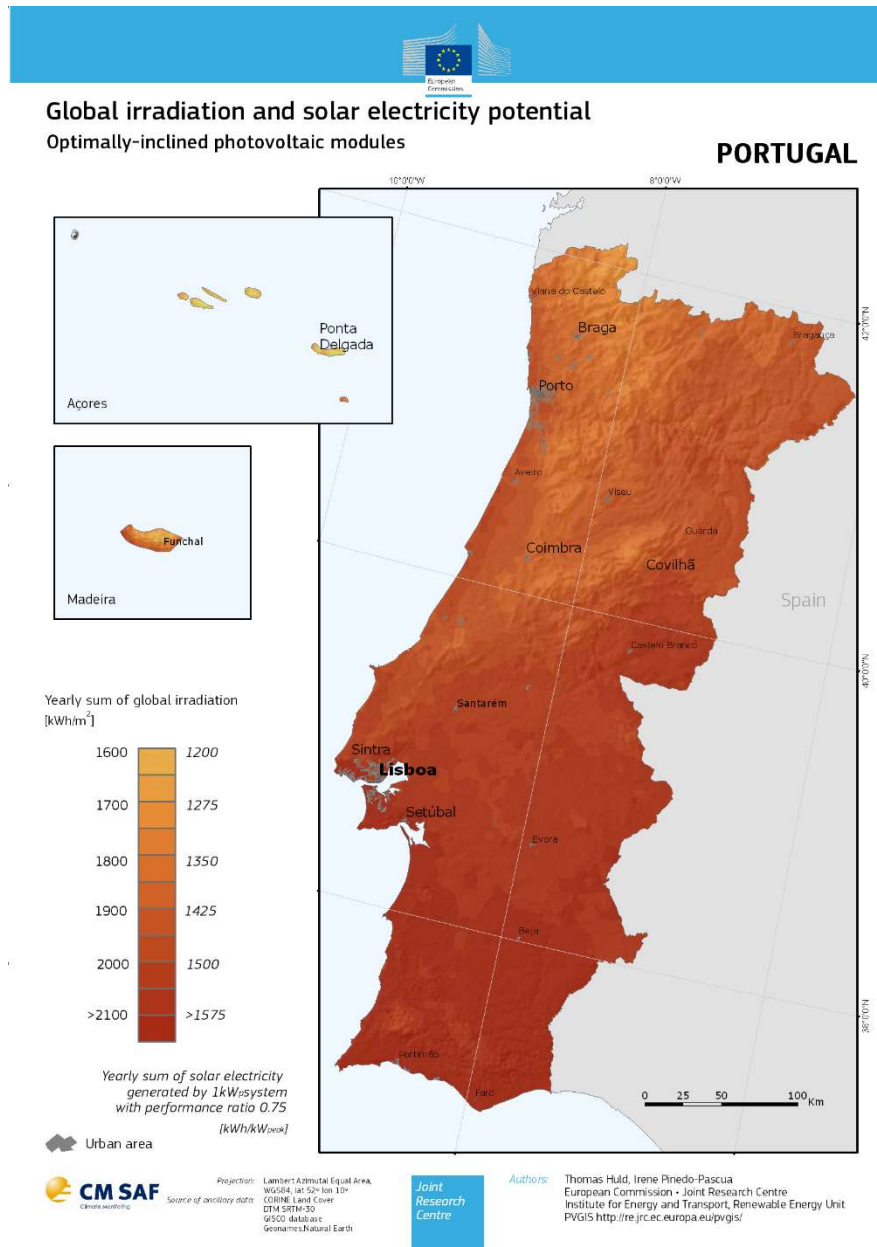 European
Commission
Global irradiation and solar electricity potential
Optimally-inclined photovoltaic modules
PORTUGAL
10°0'0"W
8°0'0"W
Ponta
Delgada
Açores
Funchal
Madeira
Viana do Castelo
Braga
Bragança
42°0'0"N
Porto
Aveiro
Viseu
Guarda
Coimbra
Covilhã
Spain
Castelo Branco
40°0'0"N
Santarém
Sintra
Lisboa
Setúbal
Evora
Beja
38°0'0"N
Portimão
Faro
Yearly sum of global irradiation
[kWh/m²]
1600 1200
1700 1275
1800 1350
1900 1425
2000 1500
>2100 >1575
Yearly sum of solar electricity
generated by 1kWpsystem
with performance ratio 0.75
[kWh/kWpeak]
Urban area
0 25 50 100 Km
CM SAF
Climate Monitoring
Projection: Lambert Azimutal Equal Area,
WGS84, lat 52° lon 10°
Source of ancillary data: CORINE Land Cover
DTM SRTM-30
GISCO database
Geonames,Natural Earth
Joint
Research
Centre
Authors: Thomas Huld, Irene Pinedo-Pascua
European Commission • Joint Research Centre
Institute for Energy and Transport, Renewable Energy Unit
PVGIS http://re.jrc.ec.europa.eu/pvgis/